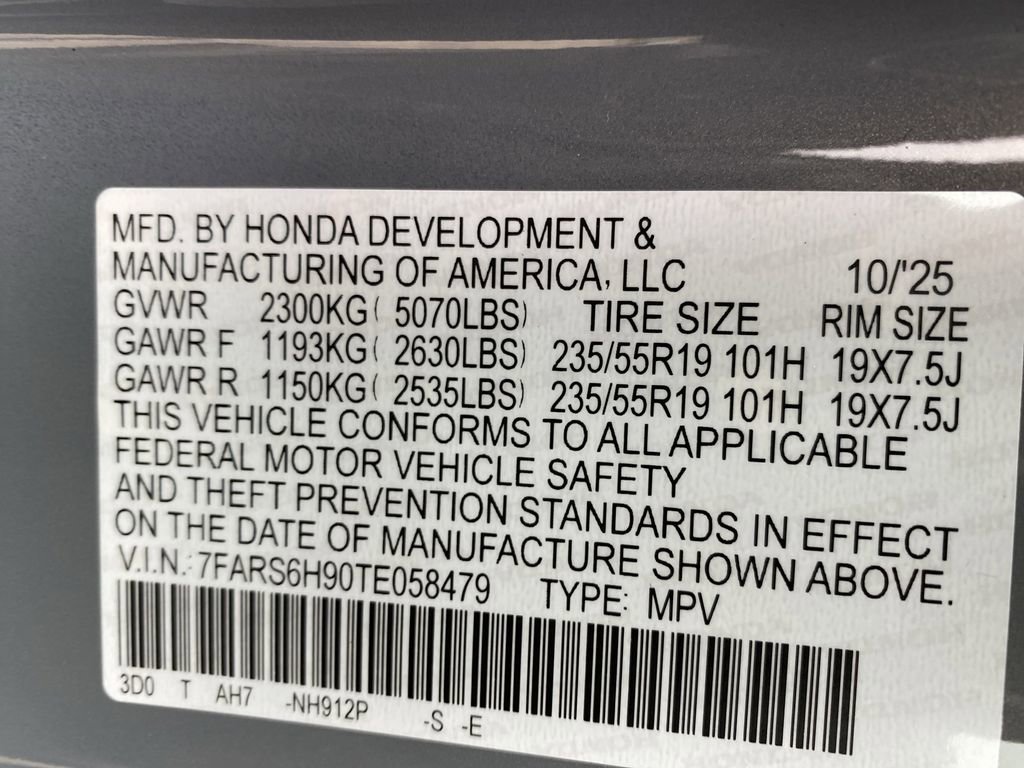 MFD. BY HONDA DEVELOPMENT &
MANUFACTURING OF AMERICA, LLC 10/'25
GVWR 2300KG( 5070LBS) TIRE SIZE RIM SIZE
GAWR F 1193KG( 2630LBS) 235/55R19 101H 19X7.5J
GAWR R 1150KG( 2535LBS) 235/55R19 101H 19X7.5J
THIS VEHICLE CONFORMS TO ALL APPLICABLE
FEDERAL MOTOR VEHICLE SAFETY
AND THEFT PREVENTION STANDARDS IN EFFECT
ON THE DATE OF MANUFACTURE SHOWN ABOVE.
V.I.N.: 7FARS6H90TE058479 TYPE: MPV
3D0 T AH7 -NH912P -S -E